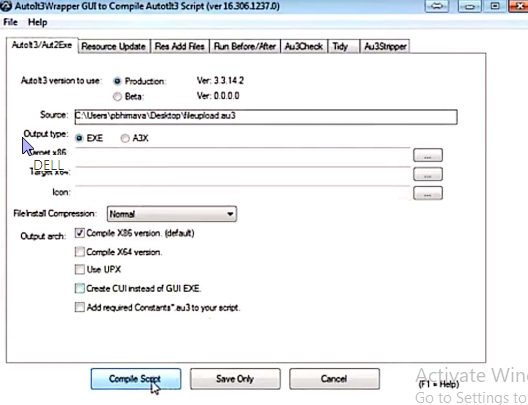 AutoIt3Wrapper GUI to Compile AutoIt3 Script (ver 16.306.1237.0)
File Help
AutoIt3/Aut2Exe Resource Update Res Add Files Run Before/After Au3Check Tidy Au3Stripper
AutoIt3 version to use: Production: Ver: 3.3.14.2
Beta: Ver: 0.0.0.0
Source: C:\Users\pbhimava\Desktop\fileupload.au3
Output type: EXE A3X
Target x86: ...
DELL
Target x64: ...
Icon: ...
FileInstall Compression: Normal
Output arch: Compile X86 version. (default)
Compile X64 version.
Use UPX
Create CUI instead of GUI EXE.
Add required Constants*.au3 to your script.
Compile Script Save Only Cancel
(F1 = Help)
Activate Win
Go to Settings to